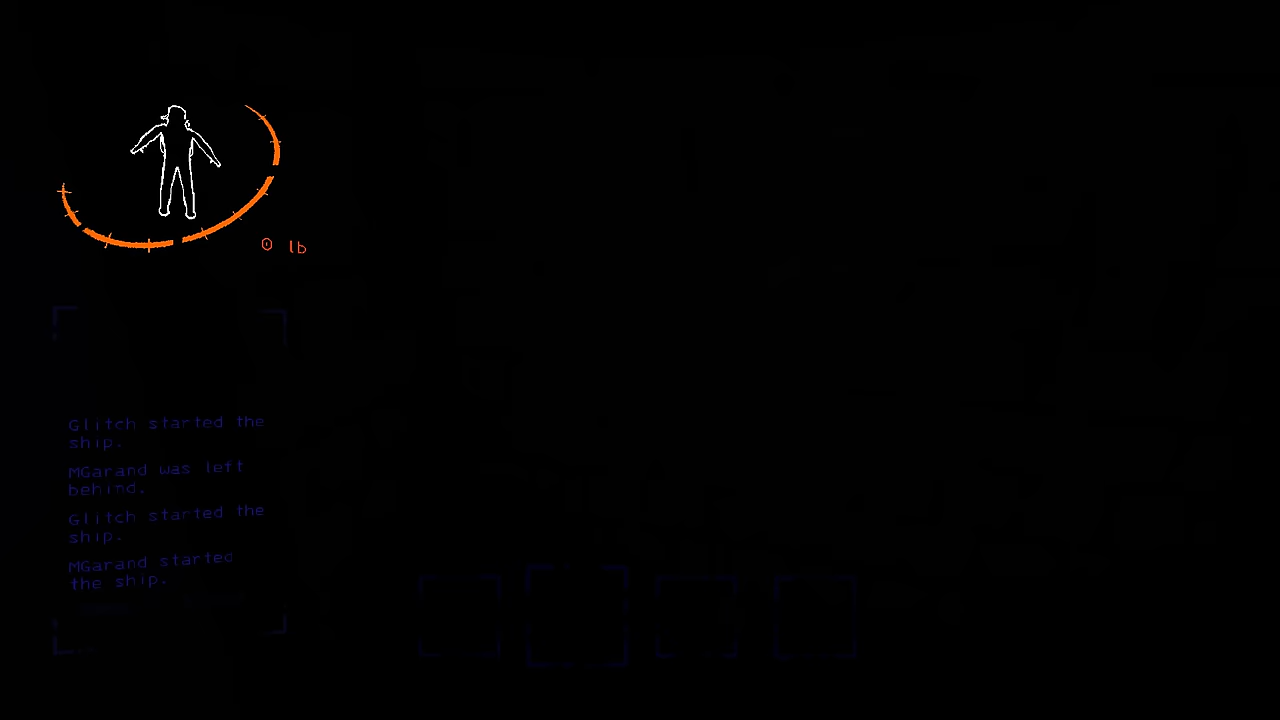 0 lb
Glitch started the
ship.
MGarand was left
behind.
Glitch started the
ship.
MGarand started
the ship.